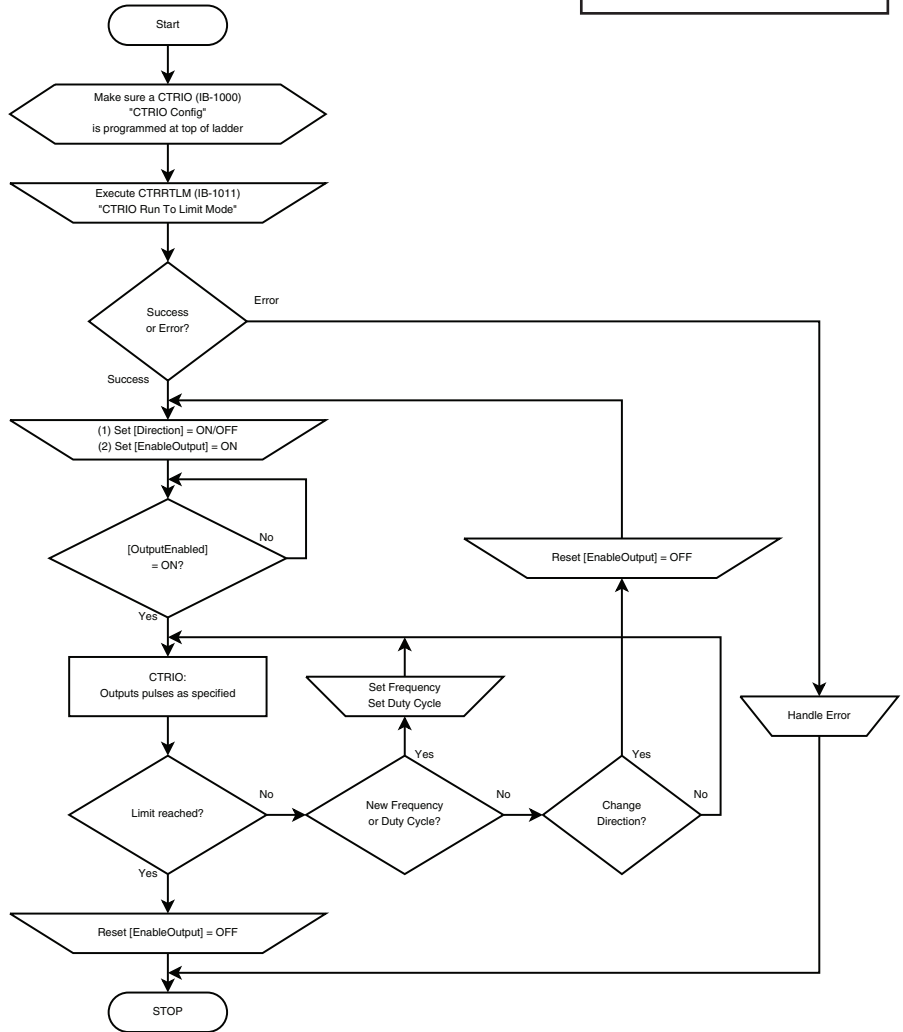 Start
Make sure a CTRIO (IB-1000)
"CTRIO Config"
is programmed at top of ladder
Execute CTRRTLM (IB-1011)
"CTRIO Run To Limit Mode"
Success
or Error?
Error
Success
(1) Set [Direction] = ON/OFF
(2) Set [EnableOutput] = ON
[OutputEnabled]
= ON?
No
Yes
Reset [EnableOutput] = OFF
CTRIO:
Outputs pulses as specified
Set Frequency
Set Duty Cycle
Handle Error
Yes
Yes
Limit reached?
No
New Frequency
or Duty Cycle?
No
Change
Direction?
No
Yes
Reset [EnableOutput] = OFF
STOP